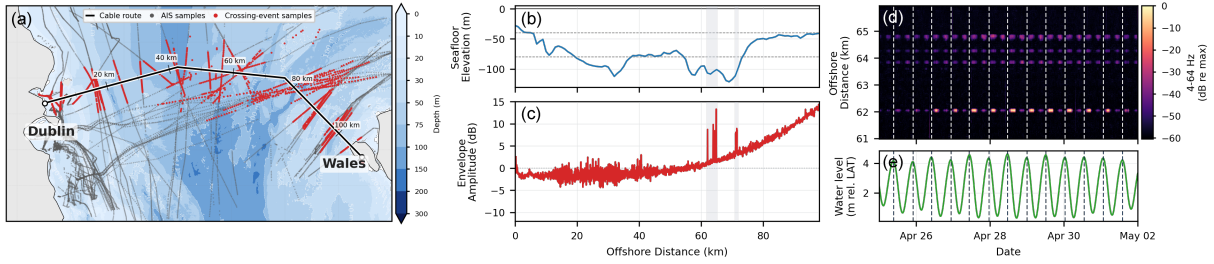 (a)
Cable route
AIS samples
Crossing-event samples
20 km
40 km
60 km
80 km
100 km
Dublin
Wales
0
10
20
30
50
75
100
200
300
Depth (m)
(b)
0
−50
−100
Seafloor
Elevation (m)
(c)
15
10
5
0
−5
−10
Envelope
Amplitude (dB)
0
20
40
60
80
Offshore Distance (km)
(d)
65
64
63
62
61
Offshore
Distance (km)
0
−10
−20
−30
−40
−50
−60
4-64 Hz
(dB re max)
(e)
4
2
Water level
(m rel. LAT)
Apr 26
Apr 28
Apr 30
May 02
Date